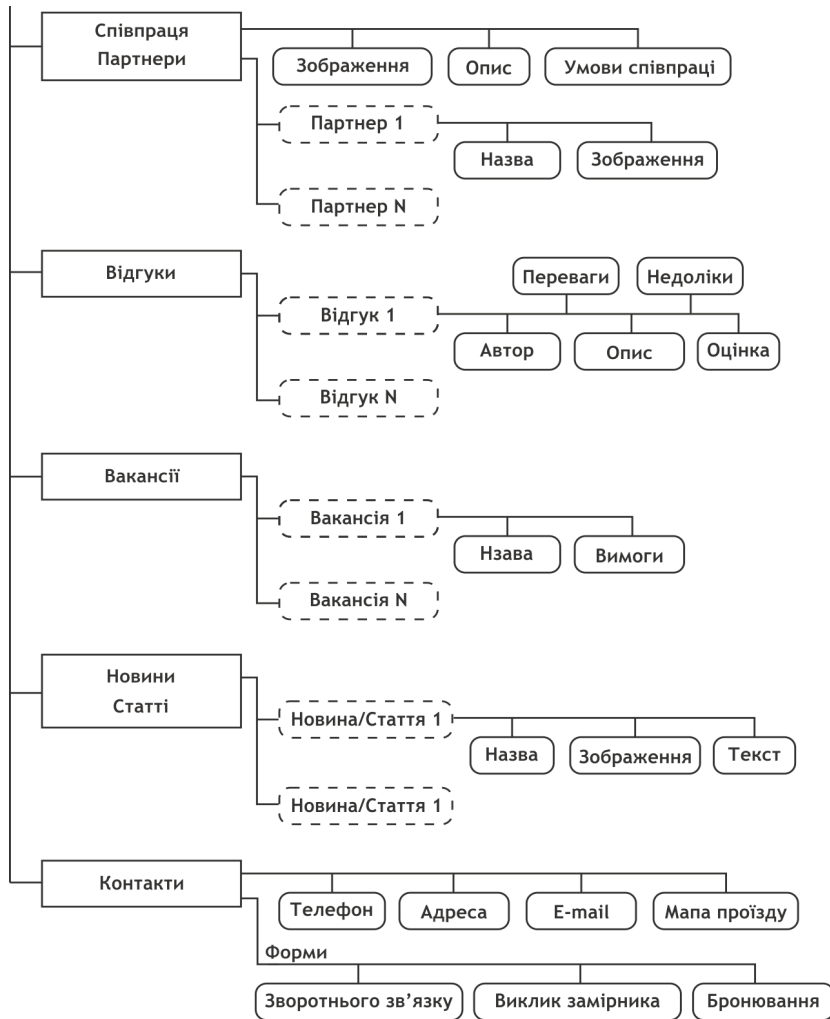 Співпраця
Партнери
Зображення
Опис
Умови співпраці
Партнер 1
Назва
Зображення
Партнер N
Відгуки
Переваги
Недоліки
Відгук 1
Автор
Опис
Оцінка
Відгук N
Вакансії
Вакансія 1
Нзава
Вимоги
Вакансія N
Новини
Статті
Новина/Стаття 1
Назва
Зображення
Текст
Новина/Стаття 1
Контакти
Телефон
Адреса
E-mail
Мапа проїзду
Форми
Зворотнього зв’язку
Виклик замірника
Бронювання